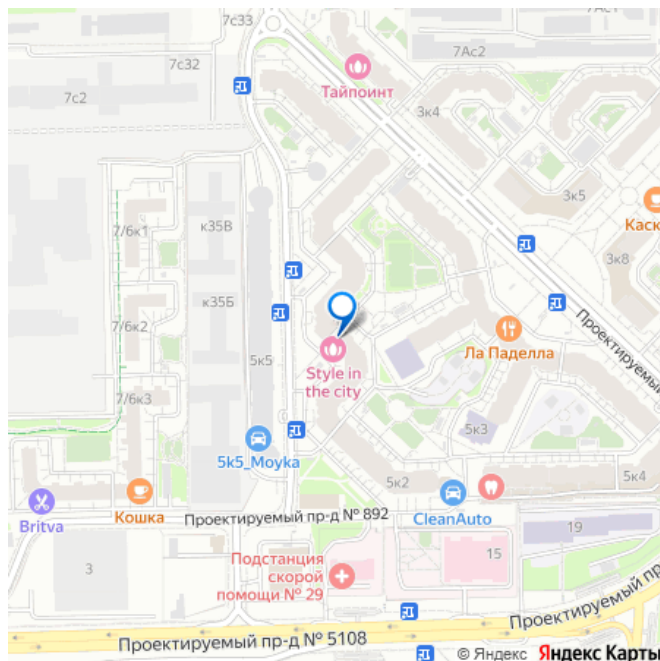 7с33
7Ас1
7Ас2
7с32
Тайпоинт
7с2
3к4
3к5
Каск
7/6к1
к35В
3к8
к35Б
7/6к2
Проектируемый
Ла Паделла
Style in
the city
5к5
7/6к3
5к3
5k5_Moyka
5к2
5к4
Britva
Кошка
Проектируемый пр-д № 892
CleanAuto
19
15
3
Подстанция
скорой
помощи № 29
Проектируемый пр
Проектируемый пр-д № 5108
© Яндекс Яндекс Карты